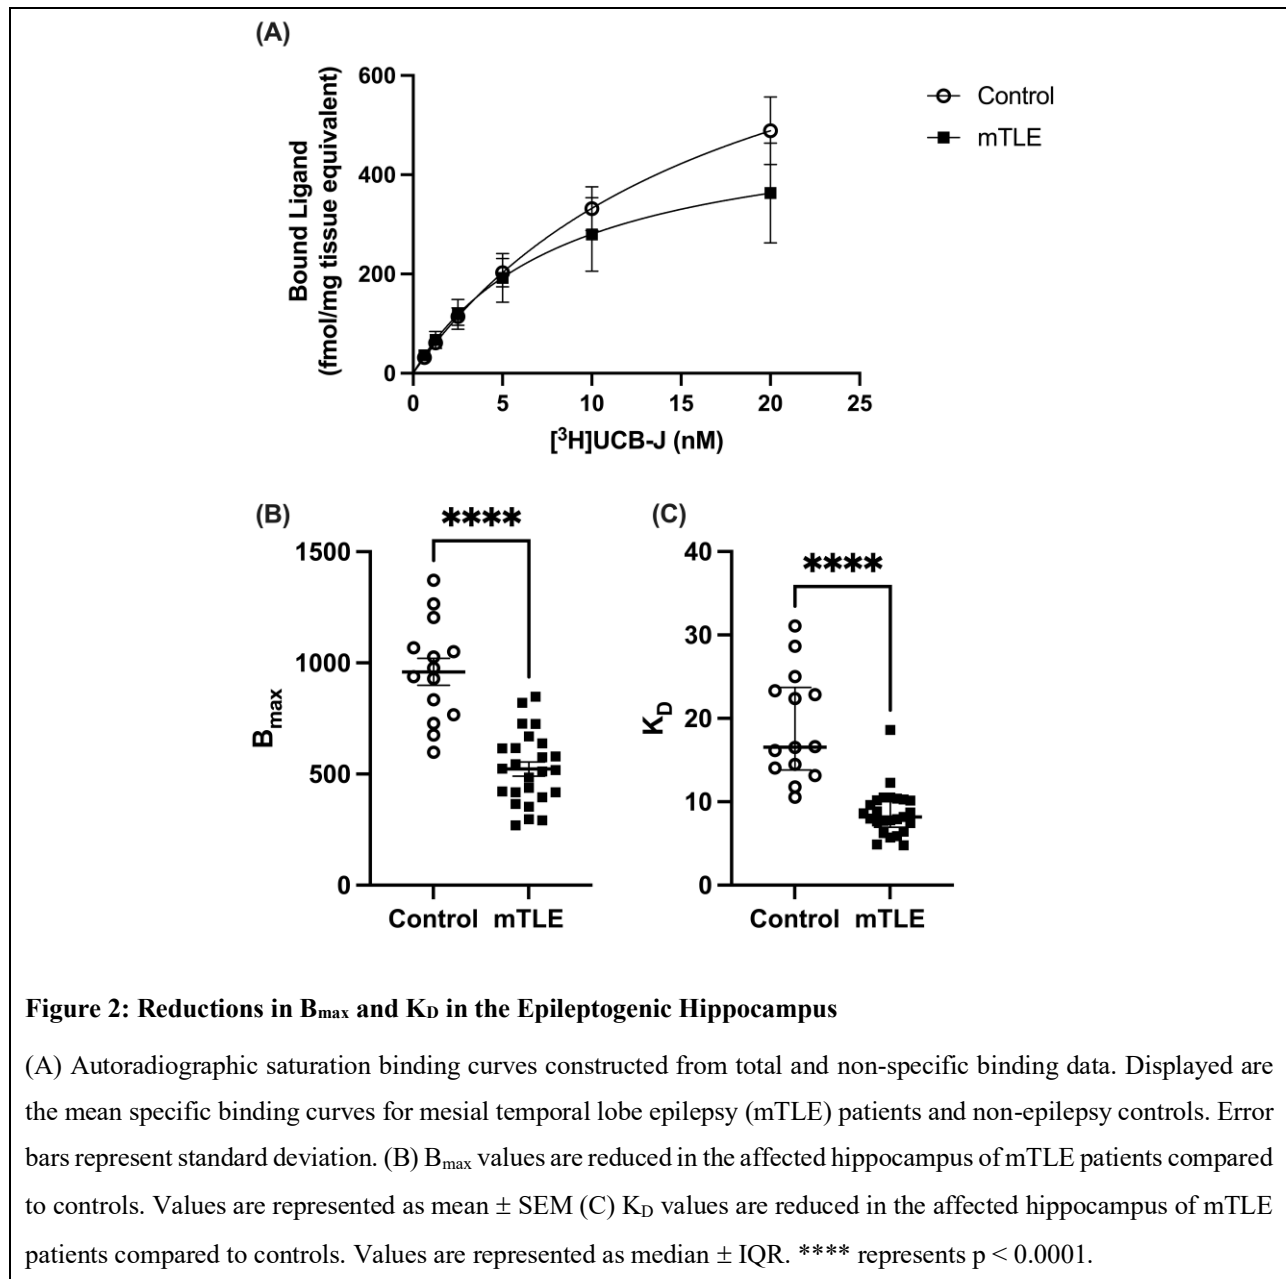 (A)
600
400
200
0
Bound Ligand
(fmol/mg tissue equivalent)
0 5 10 15 20 25
[³H]UCB-J (nM)
Control
mTLE
(B)
****
1500
1000
500
0
B_max
Control mTLE
(C)
****
40
30
20
10
0
K_D
Control mTLE
Figure 2: Reductions in B_max and K_D in the Epileptogenic Hippocampus
(A) Autoradiographic saturation binding curves constructed from total and non-specific binding data. Displayed are
the mean specific binding curves for mesial temporal lobe epilepsy (mTLE) patients and non-epilepsy controls. Error
bars represent standard deviation. (B) B_max values are reduced in the affected hippocampus of mTLE patients compared
to controls. Values are represented as mean ± SEM (C) K_D values are reduced in the affected hippocampus of mTLE
patients compared to controls. Values are represented as median ± IQR. **** represents p < 0.0001.